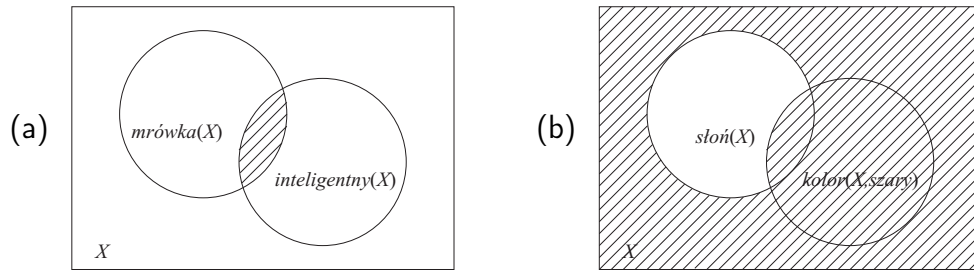 (a)
mrówka(X)
inteligentny(X)
X
(b)
słoń(X)
kolor(X,szary)
X